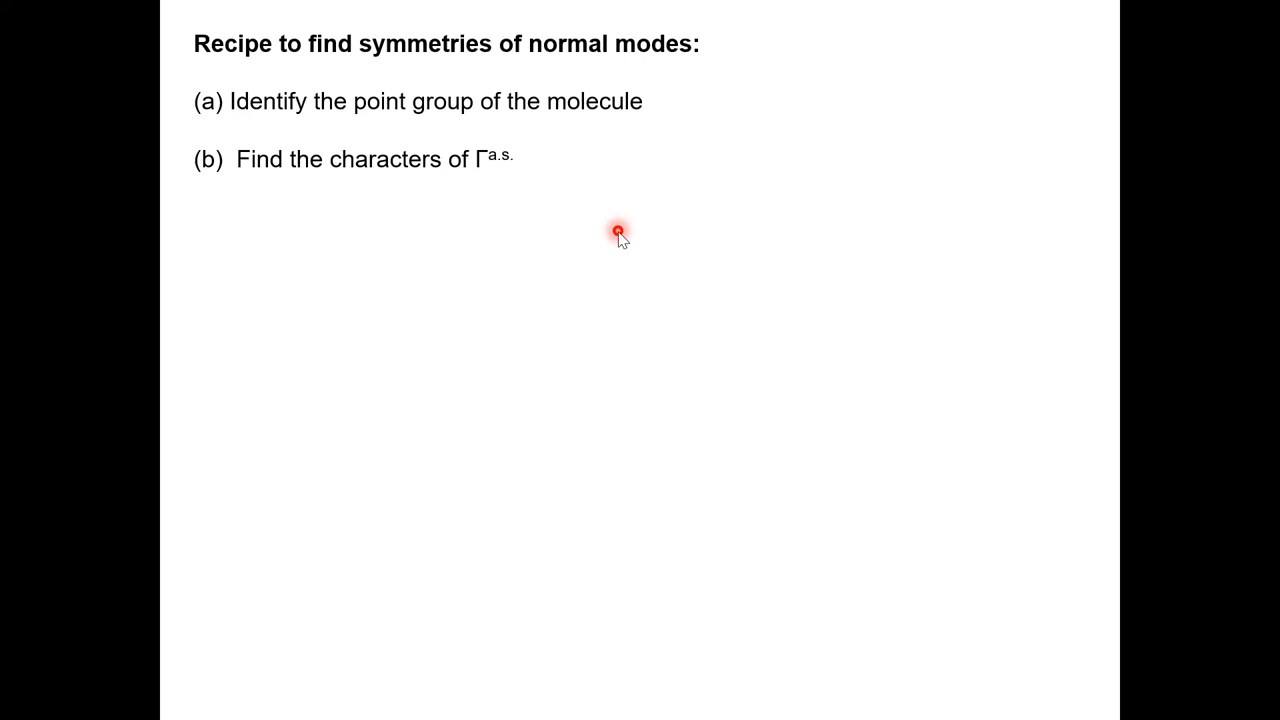 Recipe to find symmetries of normal modes:
(a) Identify the point group of the molecule
(b)  Find the characters of Γᵃ·ˢ·